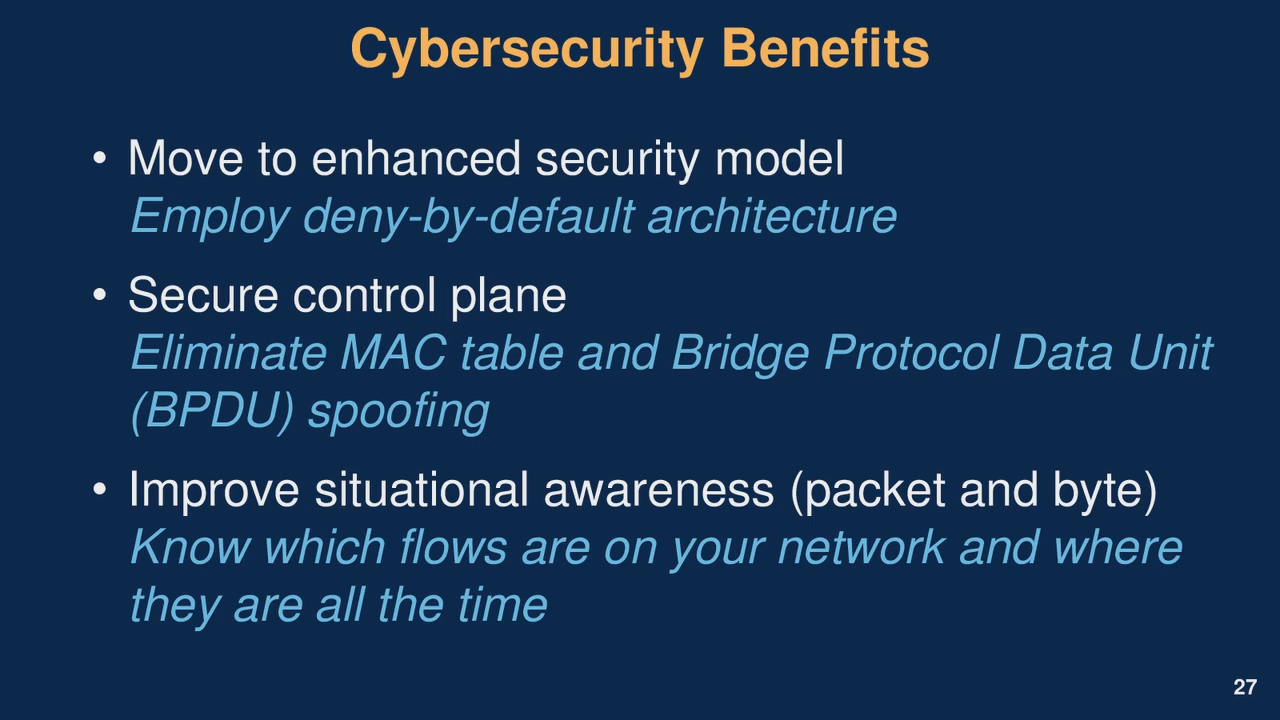 Cybersecurity Benefits
• Move to enhanced security model
Employ deny-by-default architecture
• Secure control plane
Eliminate MAC table and Bridge Protocol Data Unit
(BPDU) spoofing
• Improve situational awareness (packet and byte)
Know which flows are on your network and where
they are all the time
27